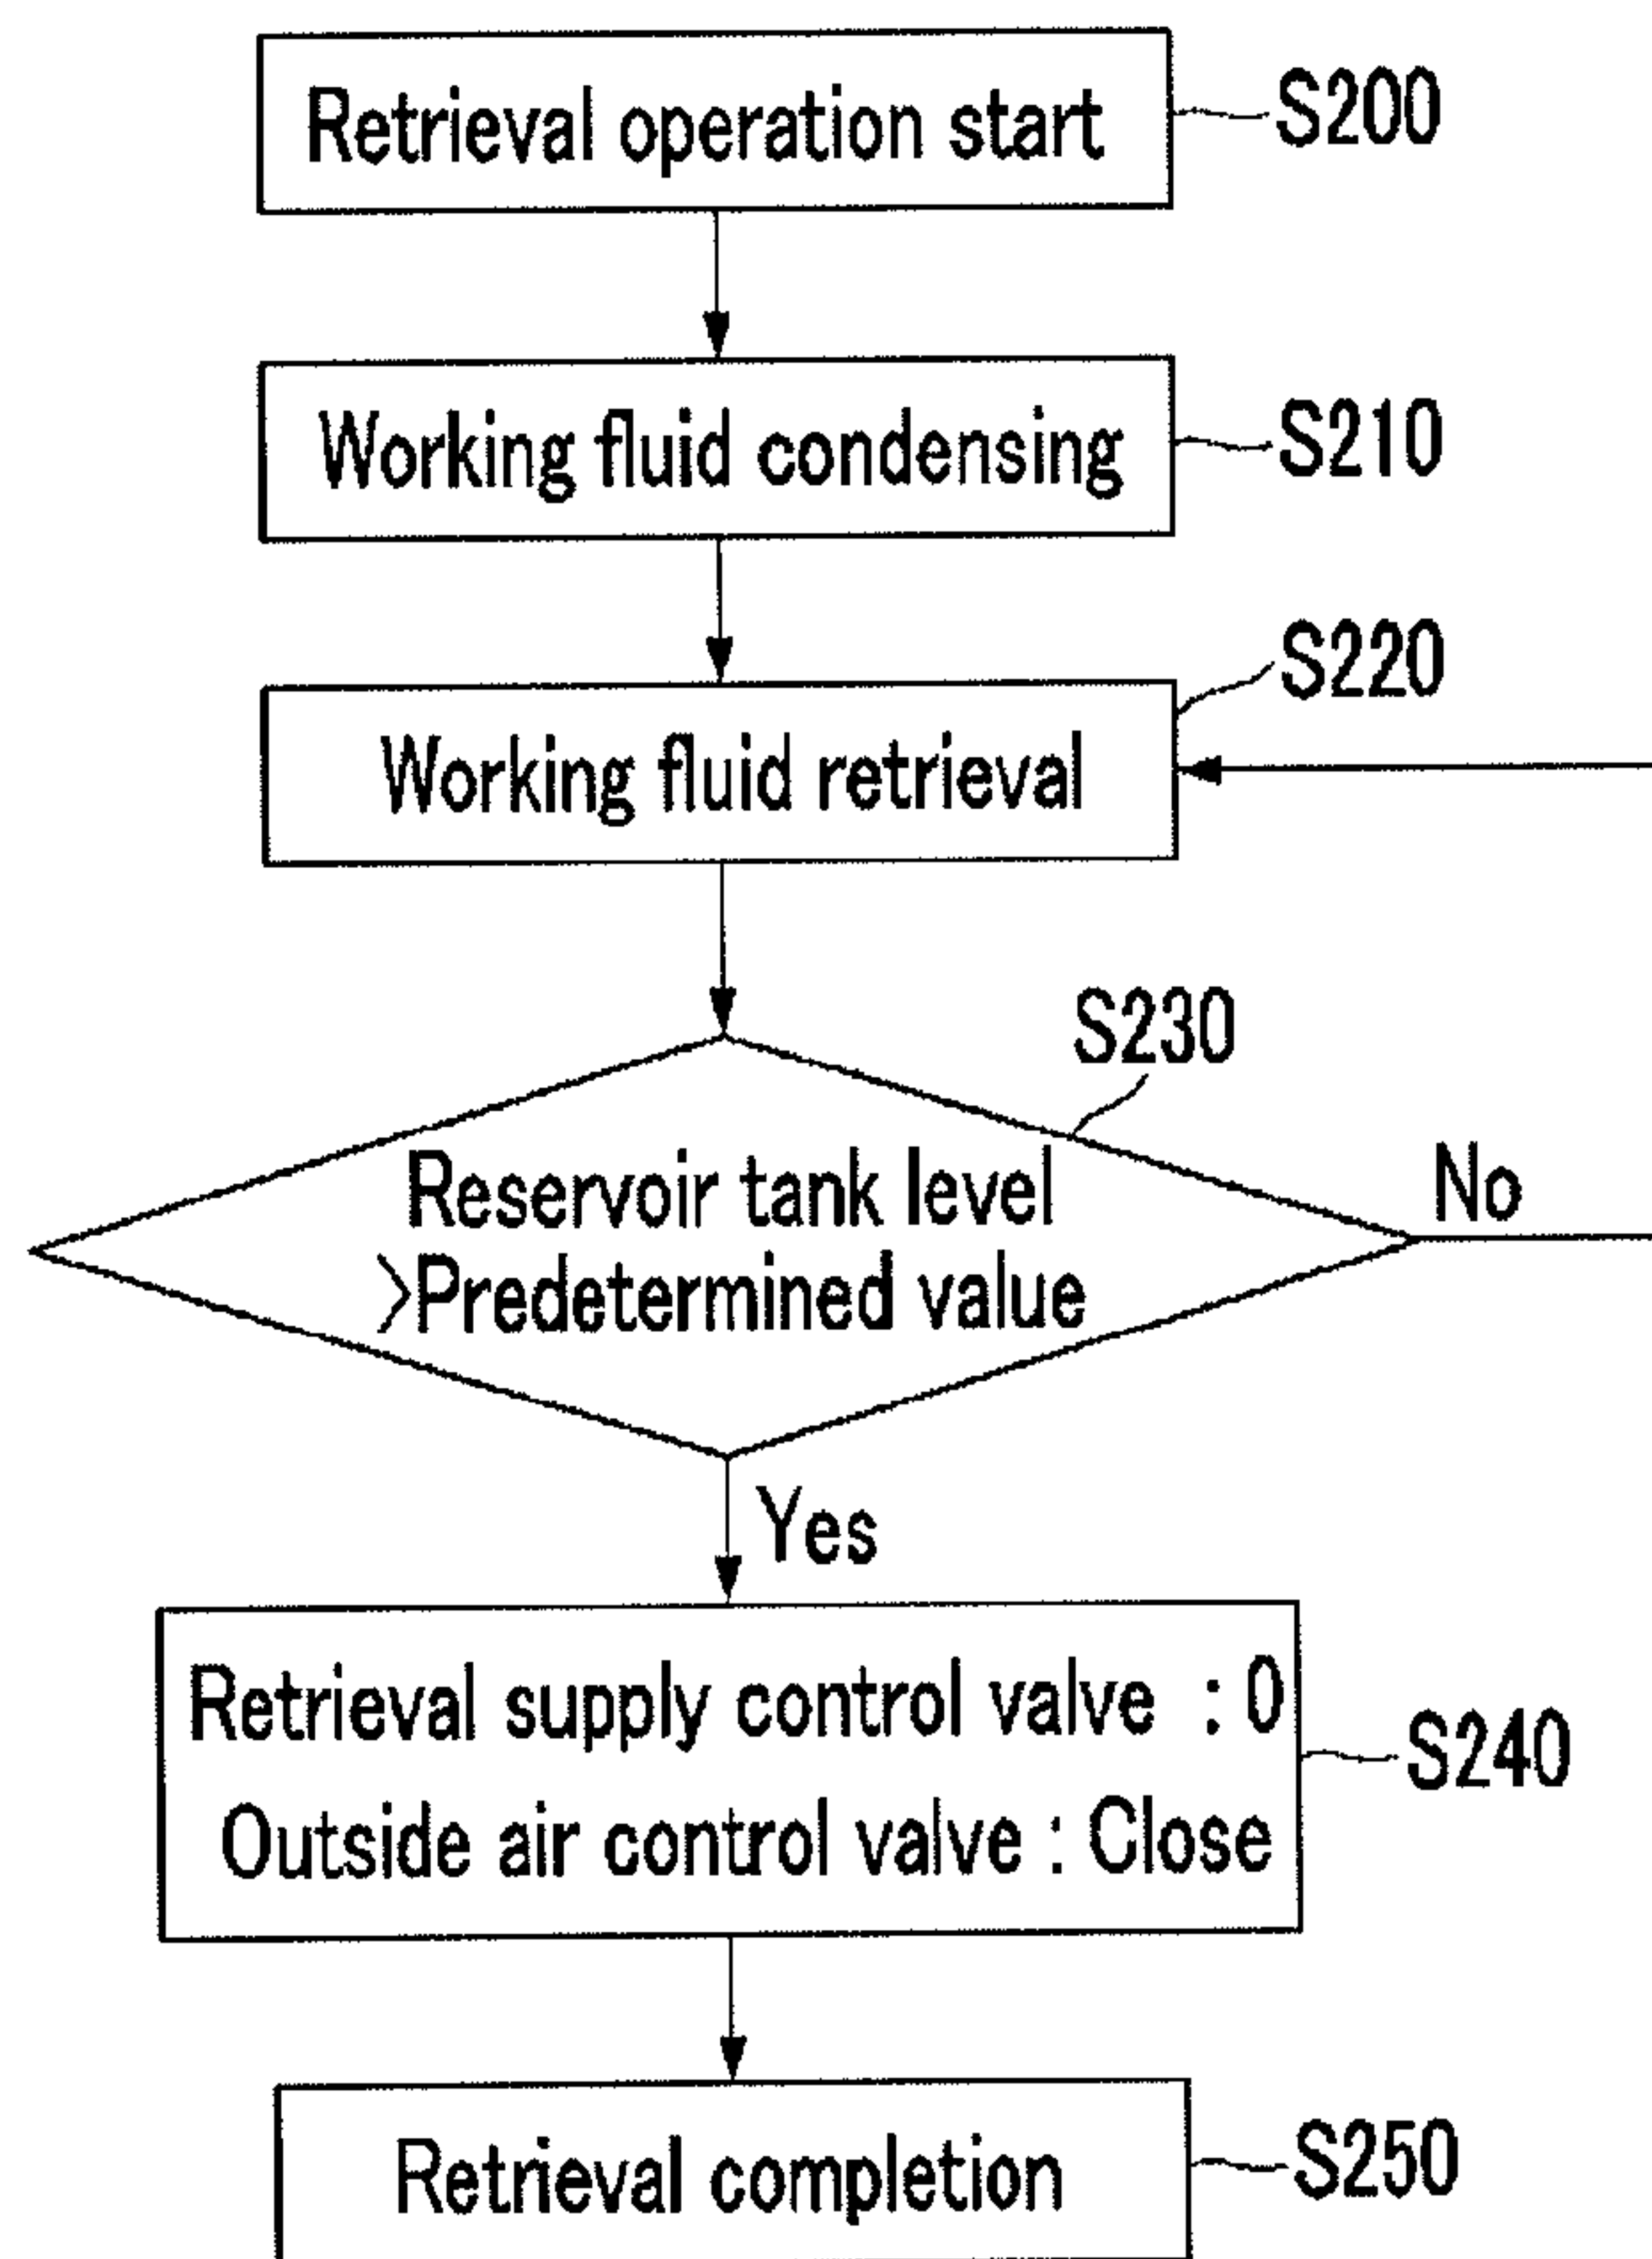 Retrieval operation start
S200
Working fluid condensing
S210
S220
Working fluid retrieval
S230
Reservoir tank level
>Predetermined value
No
Yes
Retrieval supply control valve : 0
Outside air control valve : Close
S240
Retrieval completion
S250